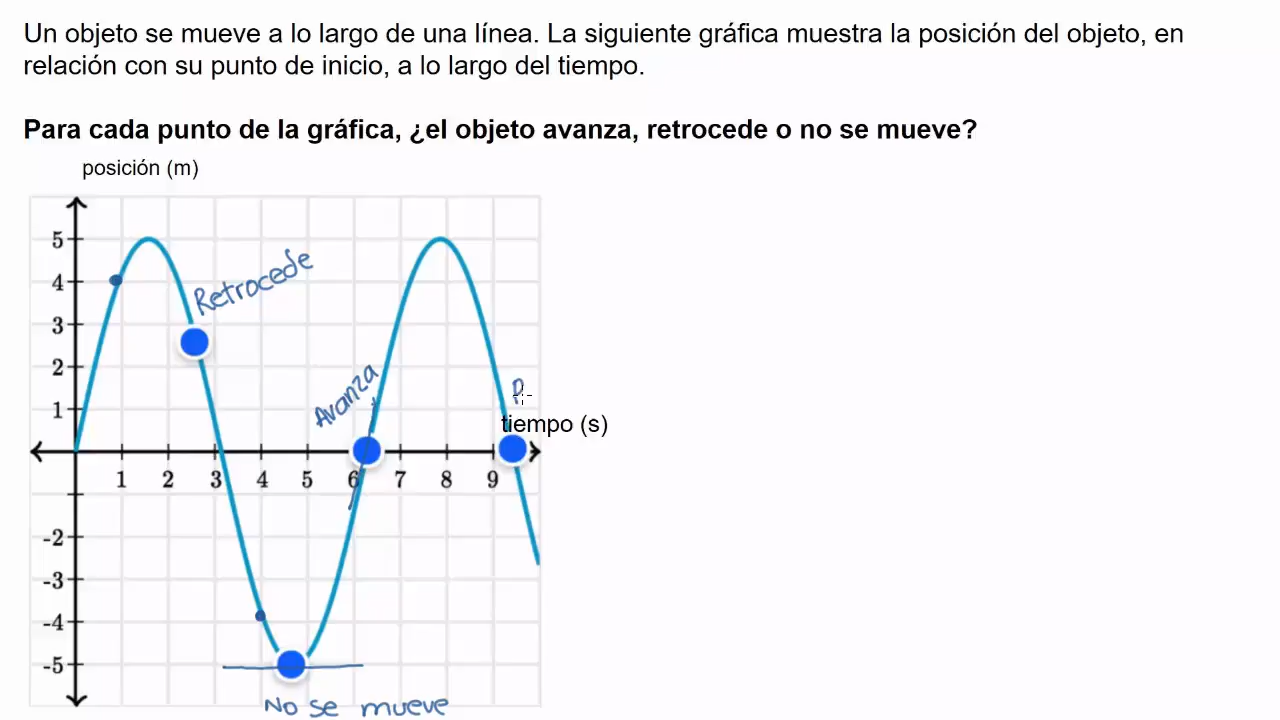 Un objeto se mueve a lo largo de una línea. La siguiente gráfica muestra la posición del objeto, en
relación con su punto de inicio, a lo largo del tiempo.
Para cada punto de la gráfica, ¿el objeto avanza, retrocede o no se mueve?
posición (m)
5
4
3
2
1
Retrocede
Avanza
R
tiempo (s)
1 2 3 4 5 6 7 8 9
-2
-3
-4
-5
No se mueve